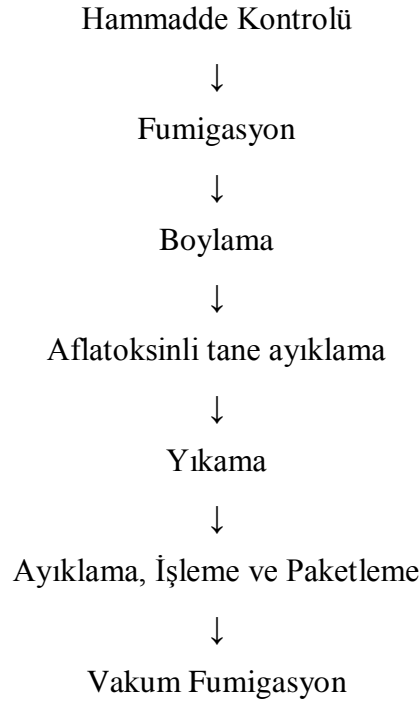 Hammadde Kontrolü
↓
Fumigasyon
↓
Boylama
↓
Aflatoksinli tane ayıklama
↓
Yıkama
↓
Ayıklama, İşleme ve Paketleme
↓
Vakum Fumigasyon